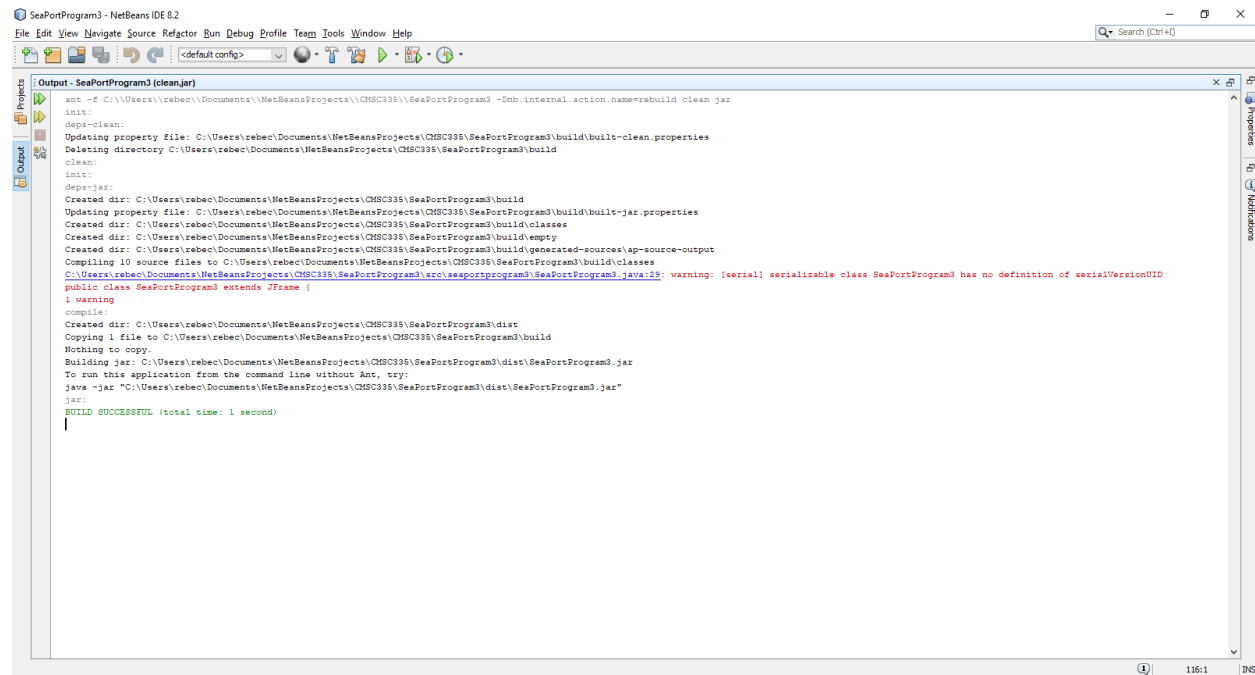 SeaPortProgram3 - NetBeans IDE 8.2
File Edit View Navigate Source Refactor Run Debug Profile Team Tools Window Help
Search (Ctrl+I)
<default config>
Output - SeaPortProgram3 (clean,jar)
ant -f C:\\Users\\rebec\\Documents\\NetBeansProjects\\CMSC335\\SeaPortProgram3 -Dnb.internal.action.name=rebuild clean jar
init:
deps-clean:
Updating property file: C:\Users\rebec\Documents\NetBeansProjects\CMSC335\SeaPortProgram3\build\built-clean.properties
Deleting directory C:\Users\rebec\Documents\NetBeansProjects\CMSC335\SeaPortProgram3\build
clean:
init:
deps-jar:
Created dir: C:\Users\rebec\Documents\NetBeansProjects\CMSC335\SeaPortProgram3\build
Updating property file: C:\Users\rebec\Documents\NetBeansProjects\CMSC335\SeaPortProgram3\build\built-jar.properties
Created dir: C:\Users\rebec\Documents\NetBeansProjects\CMSC335\SeaPortProgram3\build\classes
Created dir: C:\Users\rebec\Documents\NetBeansProjects\CMSC335\SeaPortProgram3\build\empty
Created dir: C:\Users\rebec\Documents\NetBeansProjects\CMSC335\SeaPortProgram3\build\generated-sources\ap-source-output
Compiling 10 source files to C:\Users\rebec\Documents\NetBeansProjects\CMSC335\SeaPortProgram3\build\classes
C:\Users\rebec\Documents\NetBeansProjects\CMSC335\SeaPortProgram3\src\seaportprogram3\SeaPortProgram3.java:29: warning: [serial] serializable class SeaPortProgram3 has no definition of serialVersionUID
public class SeaPortProgram3 extends JFrame {
1 warning
compile:
Created dir: C:\Users\rebec\Documents\NetBeansProjects\CMSC335\SeaPortProgram3\dist
Copying 1 file to C:\Users\rebec\Documents\NetBeansProjects\CMSC335\SeaPortProgram3\build
Nothing to copy.
Building jar: C:\Users\rebec\Documents\NetBeansProjects\CMSC335\SeaPortProgram3\dist\SeaPortProgram3.jar
To run this application from the command line without Ant, try:
java -jar "C:\Users\rebec\Documents\NetBeansProjects\CMSC335\SeaPortProgram3\dist\SeaPortProgram3.jar"
jar:
BUILD SUCCESSFUL (total time: 1 second)
Projects
Output
Properties
Notifications
116:1
INS